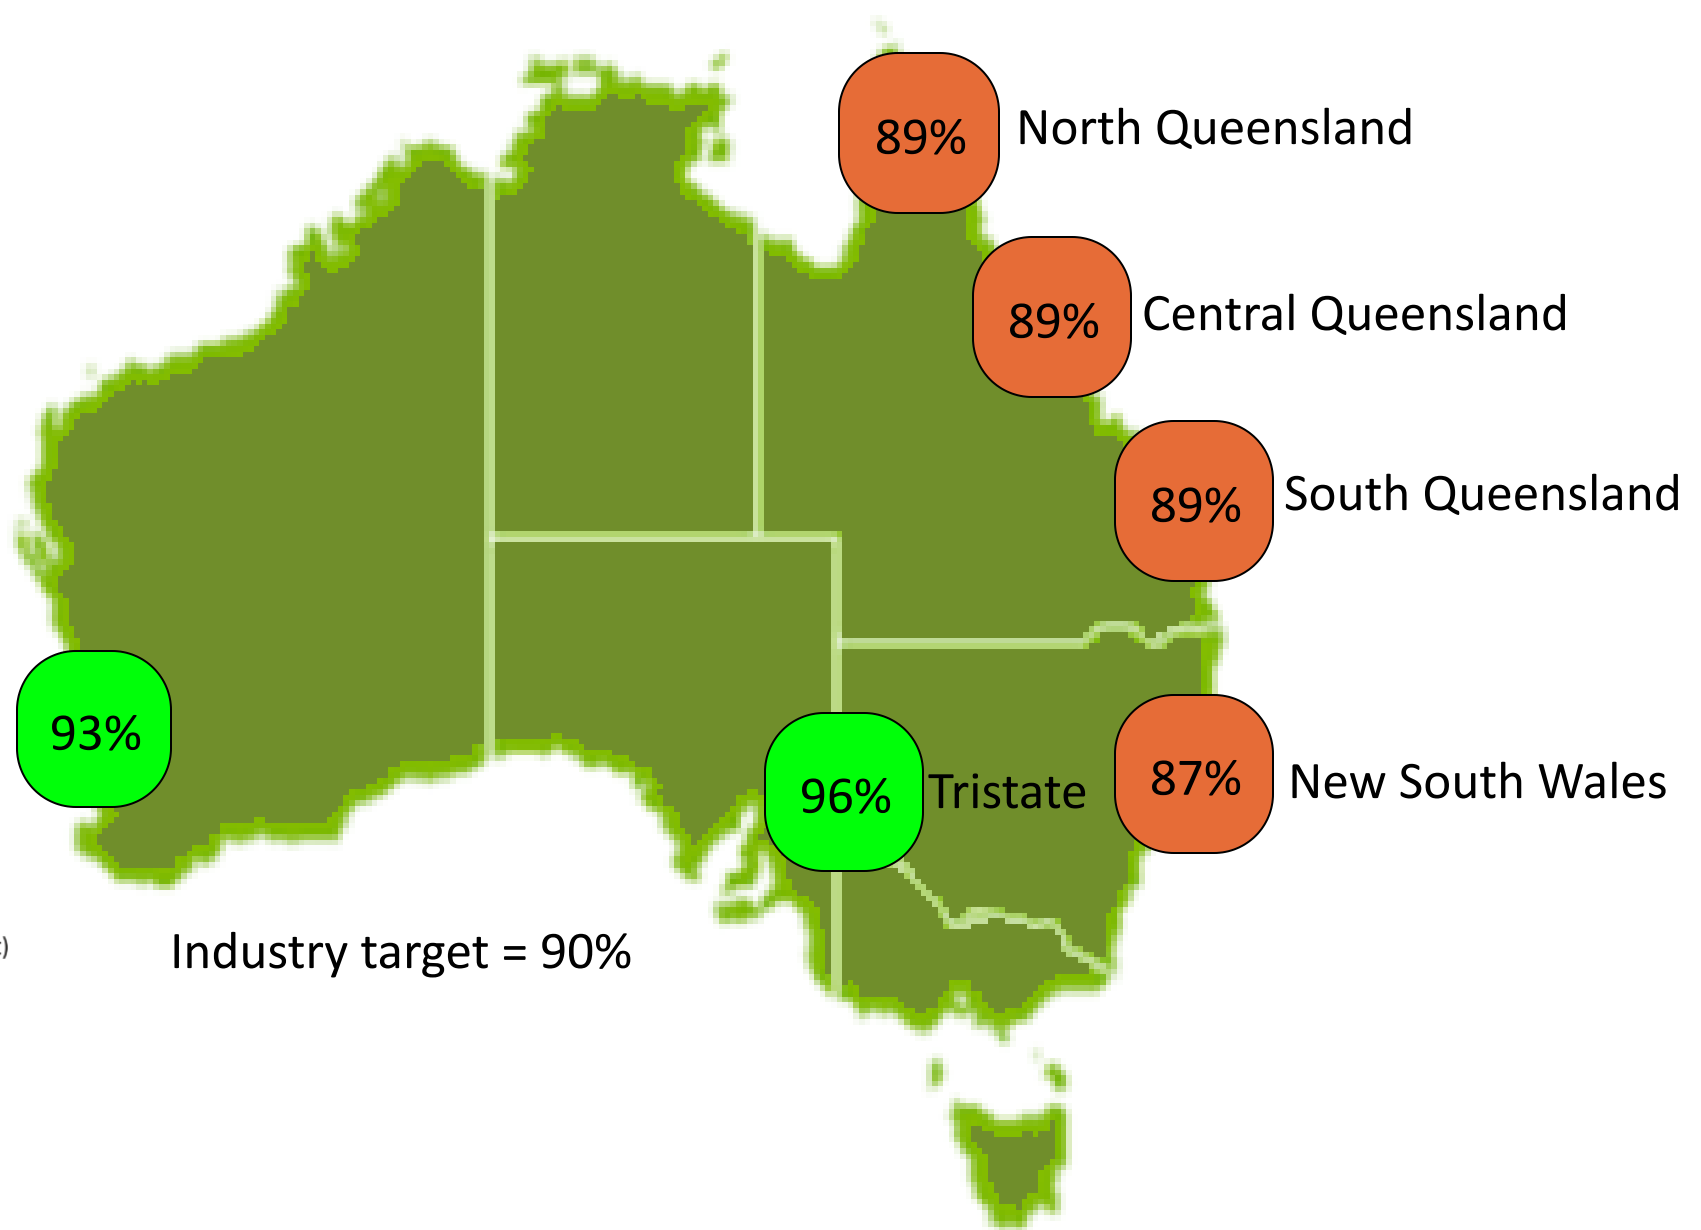 89% North Queensland
89% Central Queensland
89% South Queensland
93%
96% Tristate
87% New South Wales
Industry target = 90%